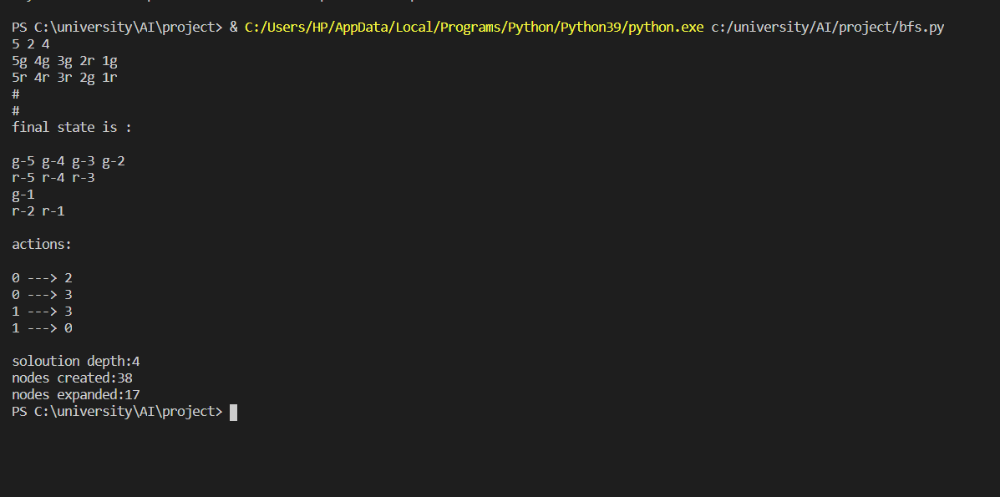 PS C:\university\AI\project> & C:/Users/HP/AppData/Local/Programs/Python/Python39/python.exe c:/university/AI/project/bfs.py
5 2 4
5g 4g 3g 2r 1g
5r 4r 3r 2g 1r
#
#
final state is :
g-5 g-4 g-3 g-2
r-5 r-4 r-3
g-1
r-2 r-1
actions:
0 ---> 2
0 ---> 3
1 ---> 3
1 ---> 0
soloution depth:4
nodes created:38
nodes expanded:17
PS C:\university\AI\project>